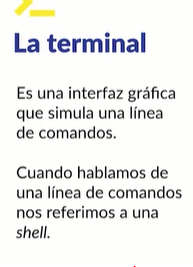 La terminal
Es una interfaz gráfica
que simula una línea
de comandos.
Cuando hablamos de
una línea de comandos
nos referimos a una
shell.